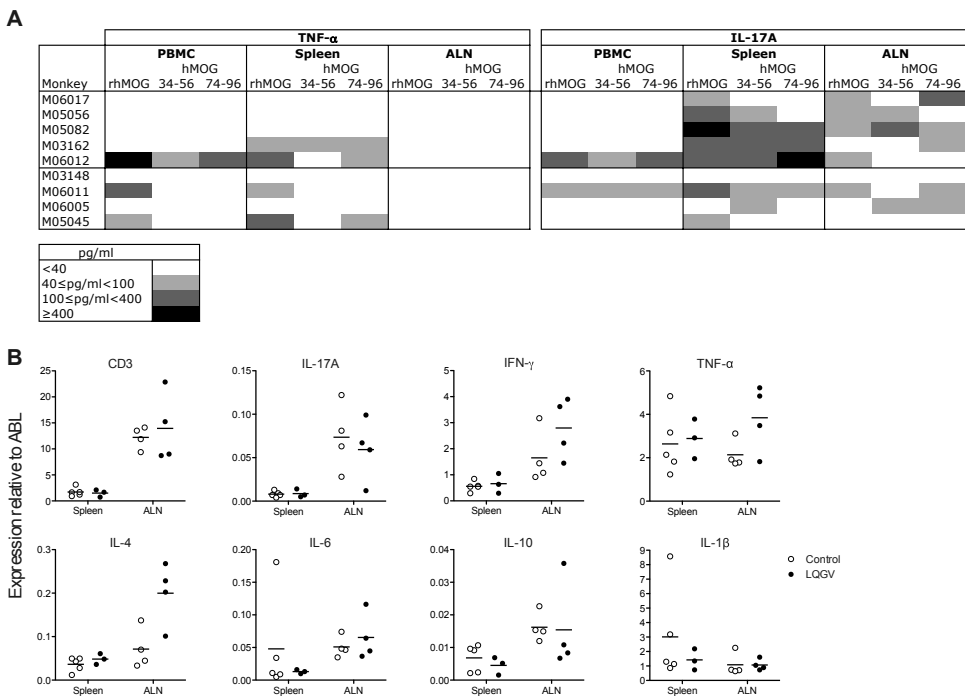 A
TNF-α IL-17A
PBMC Spleen ALN PBMC Spleen ALN
hMOG hMOG hMOG hMOG
Monkey rhMOG 34-56 74-96 rhMOG 34-56 74-96 rhMOG 34-56 74-96 rhMOG 34-56 74-96 rhMOG 34-56 74-96 rhMOG 34-56 74-96
M06017
M05056
M05082
M03162
M06012
M03148
M06011
M06005
M05045
pg/ml
<40
40≤pg/ml<100
100≤pg/ml<400
≥400
B
Expression relative to ABL
CD3 IL-17A IFN-γ TNF-α
25 0.15 6 6
20
0.10 4 4
15
10
0.05 2 2
5
0 0.00 0 0
Spleen ALN Spleen ALN Spleen ALN Spleen ALN
IL-4 IL-6 IL-10 IL-1β
0.3 0.20 0.04 9
8
0.15 0.03 7
0.2 6
0.10 0.02 5
4
0.1 3
0.05 0.01 2
1
0.0 0.00 0.00 0
Spleen ALN Spleen ALN Spleen ALN Spleen ALN
Control
LQGV